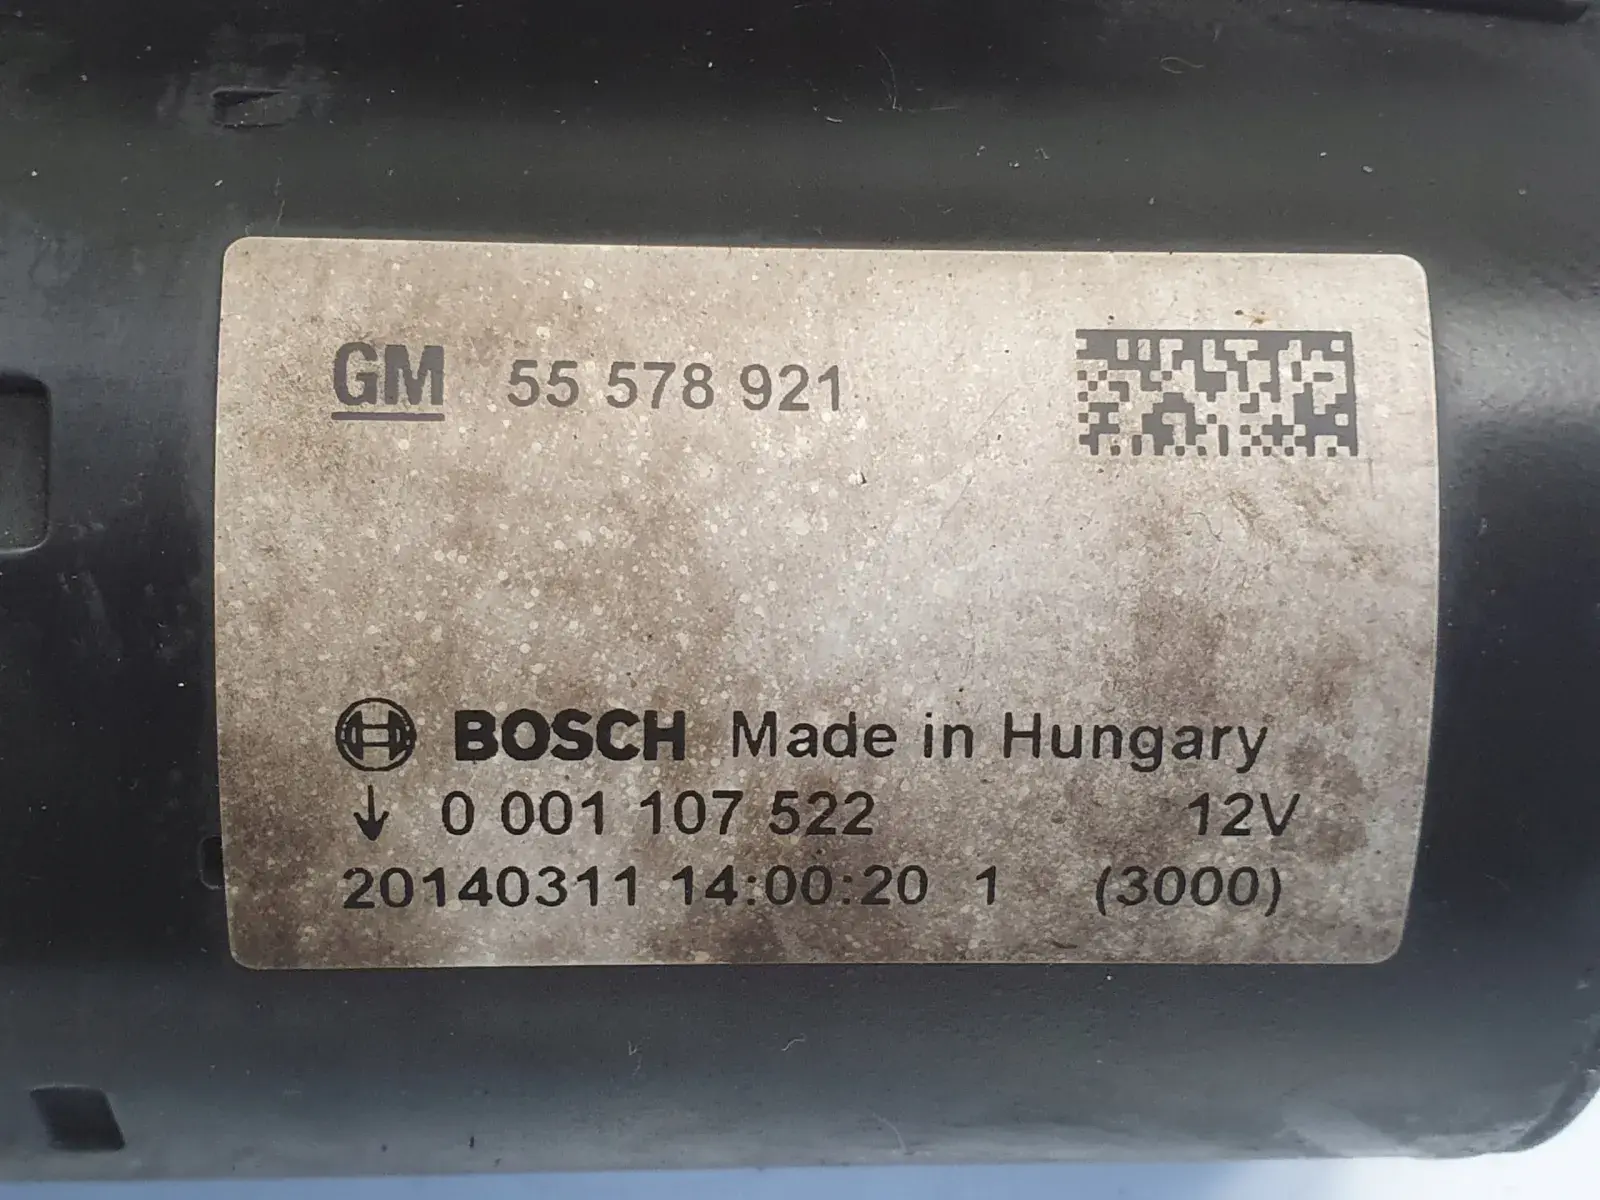 GM 55 578 921
BOSCH Made in Hungary
↓ 0 001 107 522 12V
20140311 14:00:20 1 (3000)